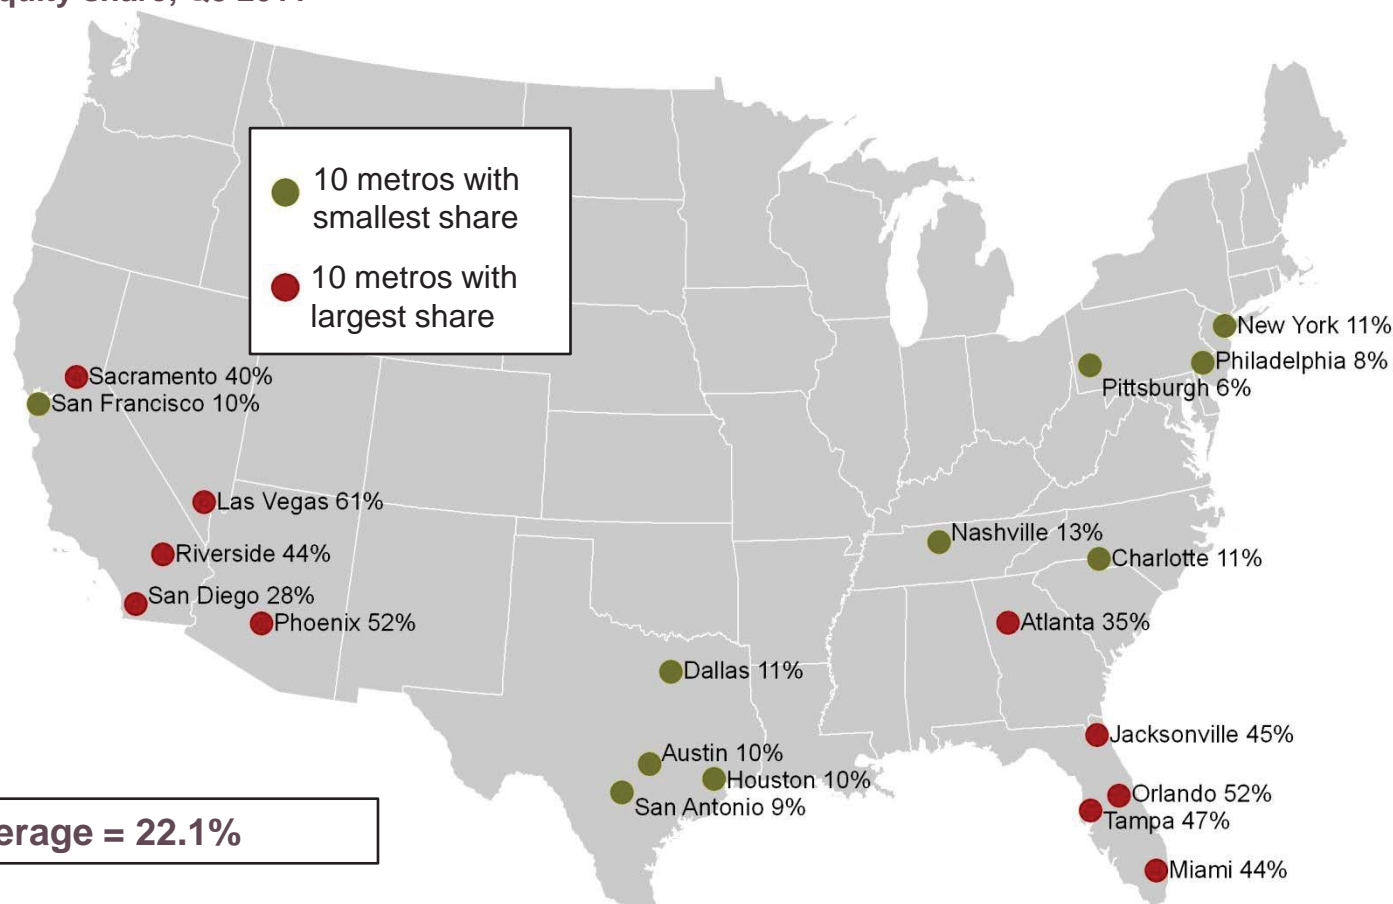 10 metros with
smallest share
10 metros with
largest share
New York 11%
Philadelphia 8%
Pittsburgh 6%
Sacramento 40%
San Francisco 10%
Las Vegas 61%
Nashville 13%
Riverside 44%
Charlotte 11%
San Diego 28%
Phoenix 52%
Atlanta 35%
Dallas 11%
Jacksonville 45%
Austin 10%
Houston 10%
San Antonio 9%
Orlando 52%
Tampa 47%
erage = 22.1%
Miami 44%